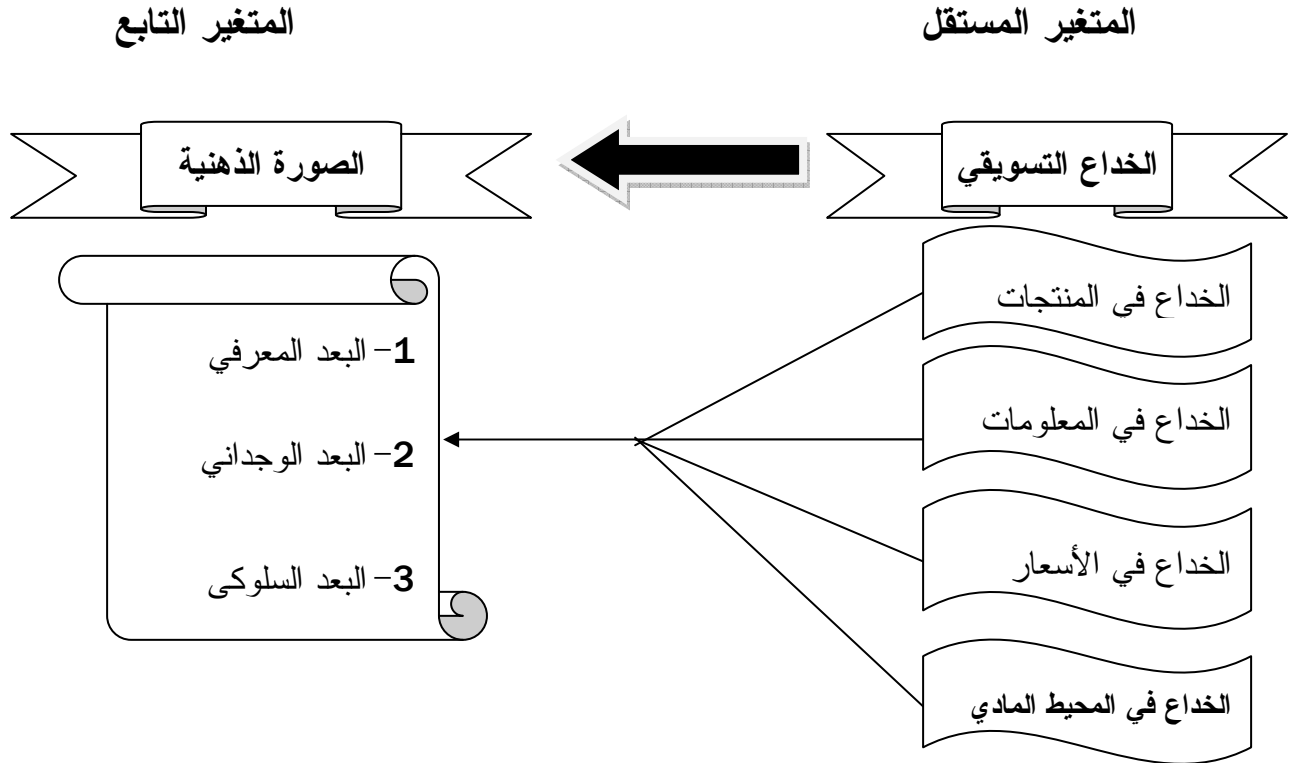 المتغير المستقل
المتغير التابع
الخداع التسويقي
الصورة الذهنية
الخداع في المنتجات
الخداع في المعلومات
الخداع في الأسعار
الخداع في المحيط المادي
1- البعد المعرفي
2- البعد الوجداني
3- البعد السلوكى